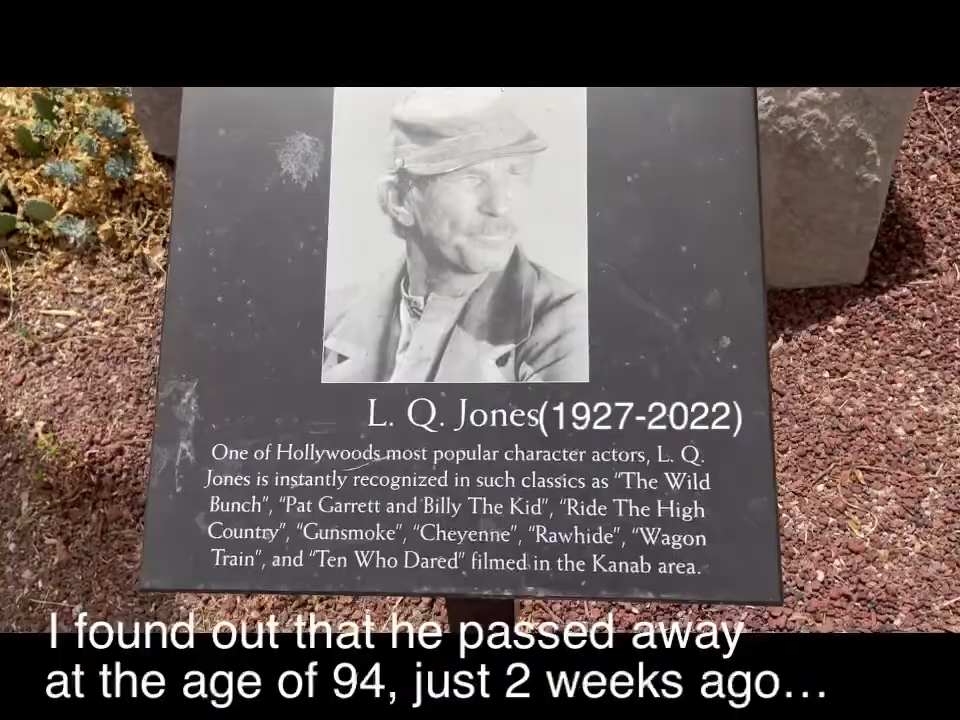 L. Q. Jones(1927-2022)
One of Hollywoods most popular character actors, L. Q.
Jones is instantly recognized in such classics as "The Wild
Bunch", "Pat Garrett and Billy The Kid", "Ride The High
Country", "Gunsmoke", "Cheyenne", "Rawhide", "Wagon
Train", and "Ten Who Dared" filmed in the Kanab area.
I found out that he passed away
at the age of 94, just 2 weeks ago...